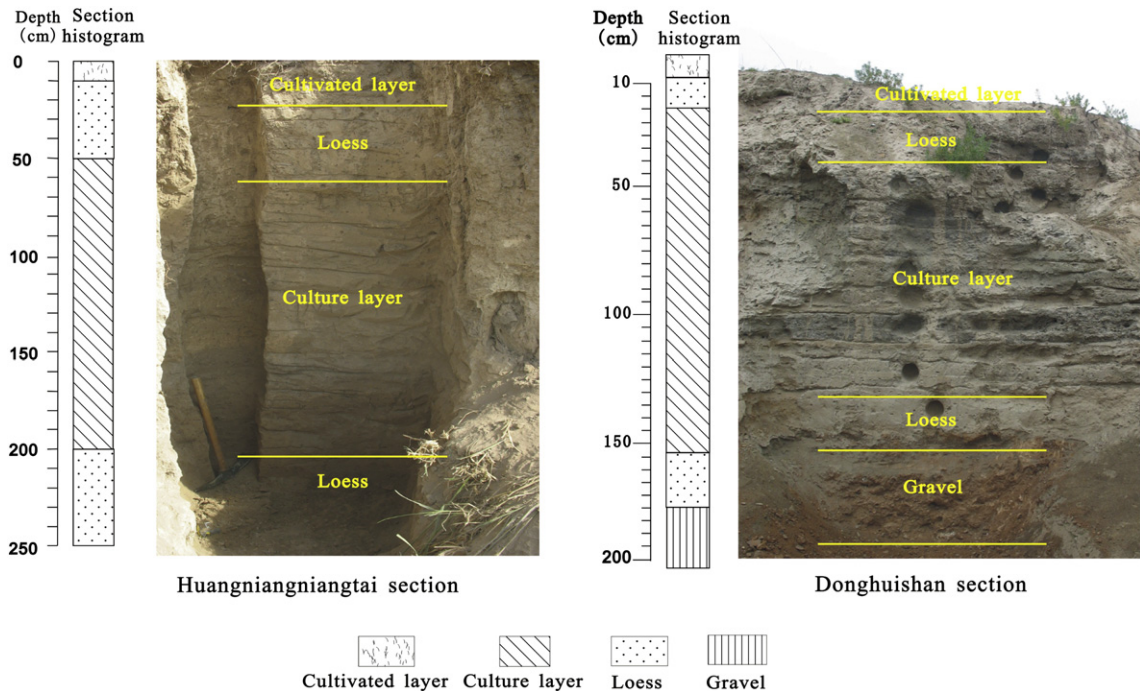 Depth
(cm)
Section
histogram
0
50
100
150
200
250
Cultivated layer
Loess
Culture layer
Loess
Huangniangniangtai section
Depth
(cm)
Section
histogram
10
50
100
150
200
Cultivated layer
Loess
Culture layer
Loess
Gravel
Donghuishan section
Cultivated layer
Culture layer
Loess
Gravel